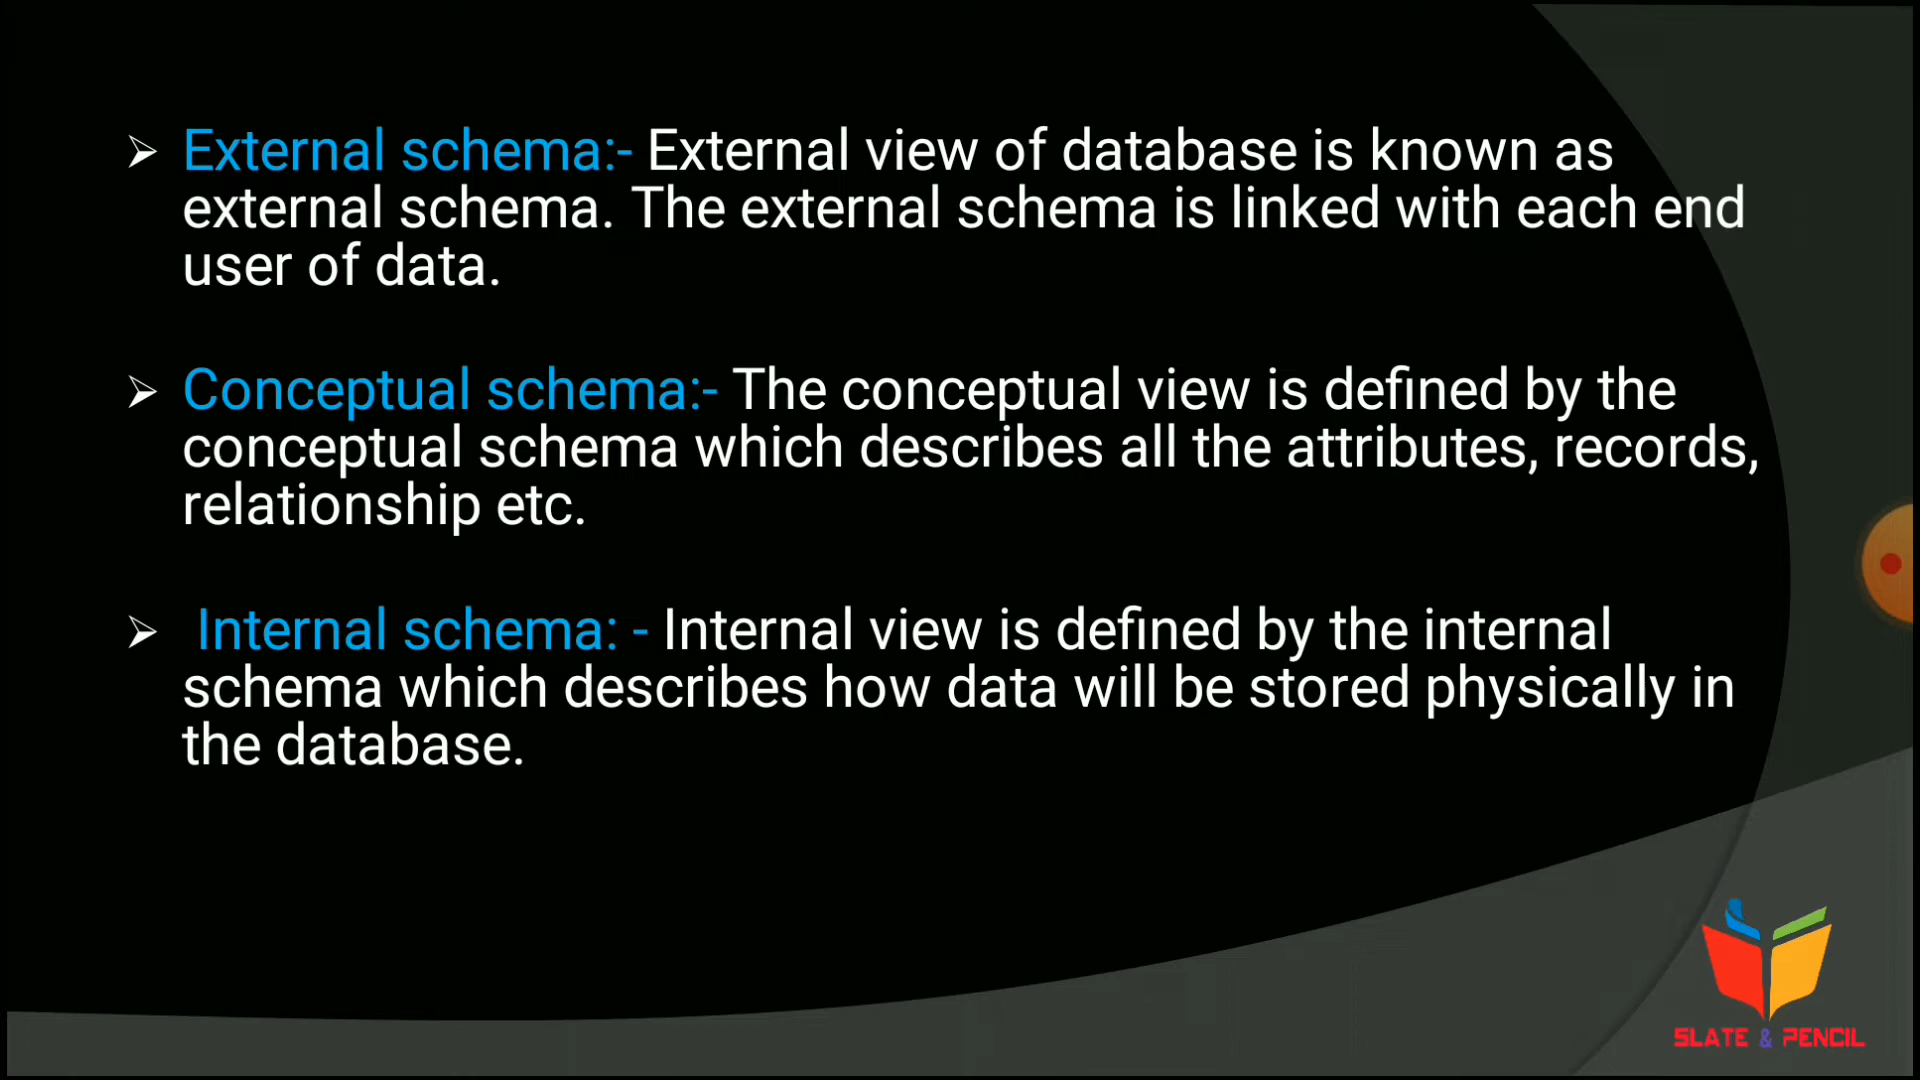 ➢ External schema:- External view of database is known as
external schema. The external schema is linked with each end
user of data.
➢ Conceptual schema:- The conceptual view is defined by the
conceptual schema which describes all the attributes, records,
relationship etc.
➢ Internal schema: - Internal view is defined by the internal
schema which describes how data will be stored physically in
the database.
SLATE & PENCIL